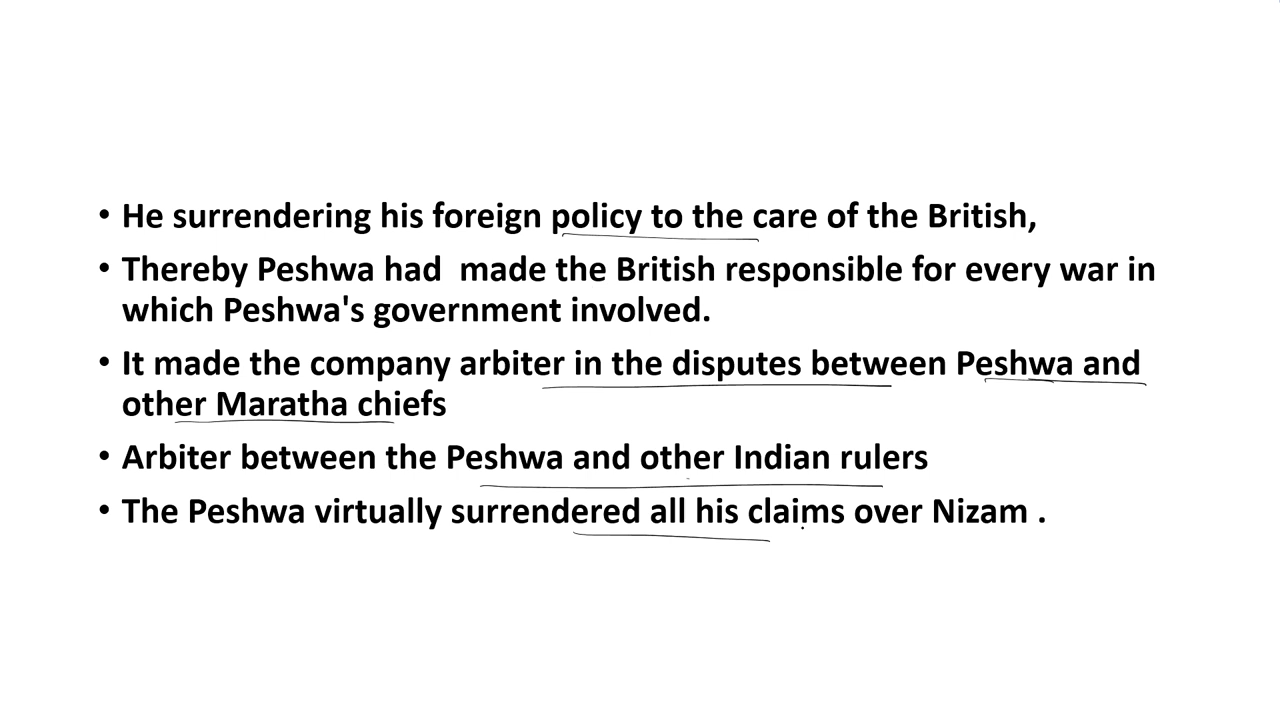 • He surrendering his foreign policy to the care of the British,
• Thereby Peshwa had  made the British responsible for every war in
which Peshwa's government involved.
• It made the company arbiter in the disputes between Peshwa and
other Maratha chiefs
• Arbiter between the Peshwa and other Indian rulers
• The Peshwa virtually surrendered all his claims over Nizam .